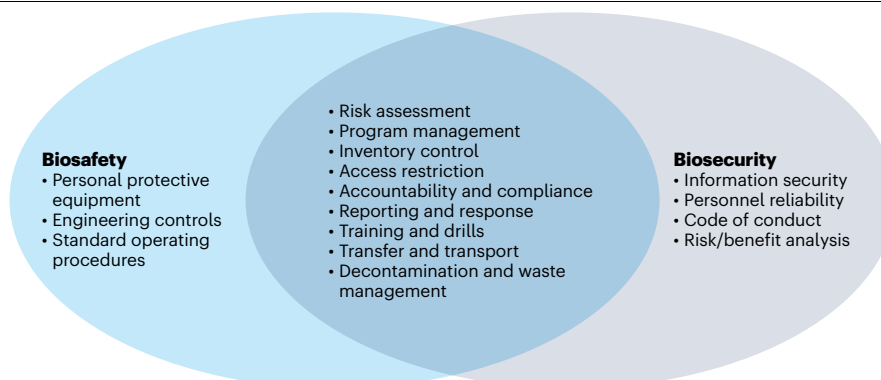 Biosafety
• Personal protective
equipment
• Engineering controls
• Standard operating
procedures
• Risk assessment
• Program management
• Inventory control
• Access restriction
• Accountability and compliance
• Reporting and response
• Training and drills
• Transfer and transport
• Decontamination and waste
management
Biosecurity
• Information security
• Personnel reliability
• Code of conduct
• Risk/benefit analysis